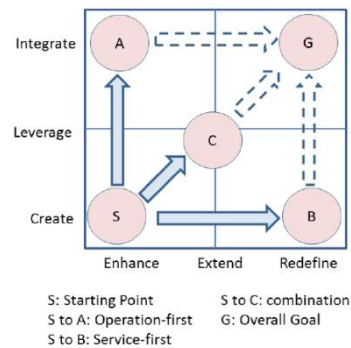 Integrate
A
G
Leverage
C
Create
S
B
Enhance Extend Redefine
S: Starting Point S to C: combination
S to A: Operation-first G: Overall Goal
S to B: Service-first